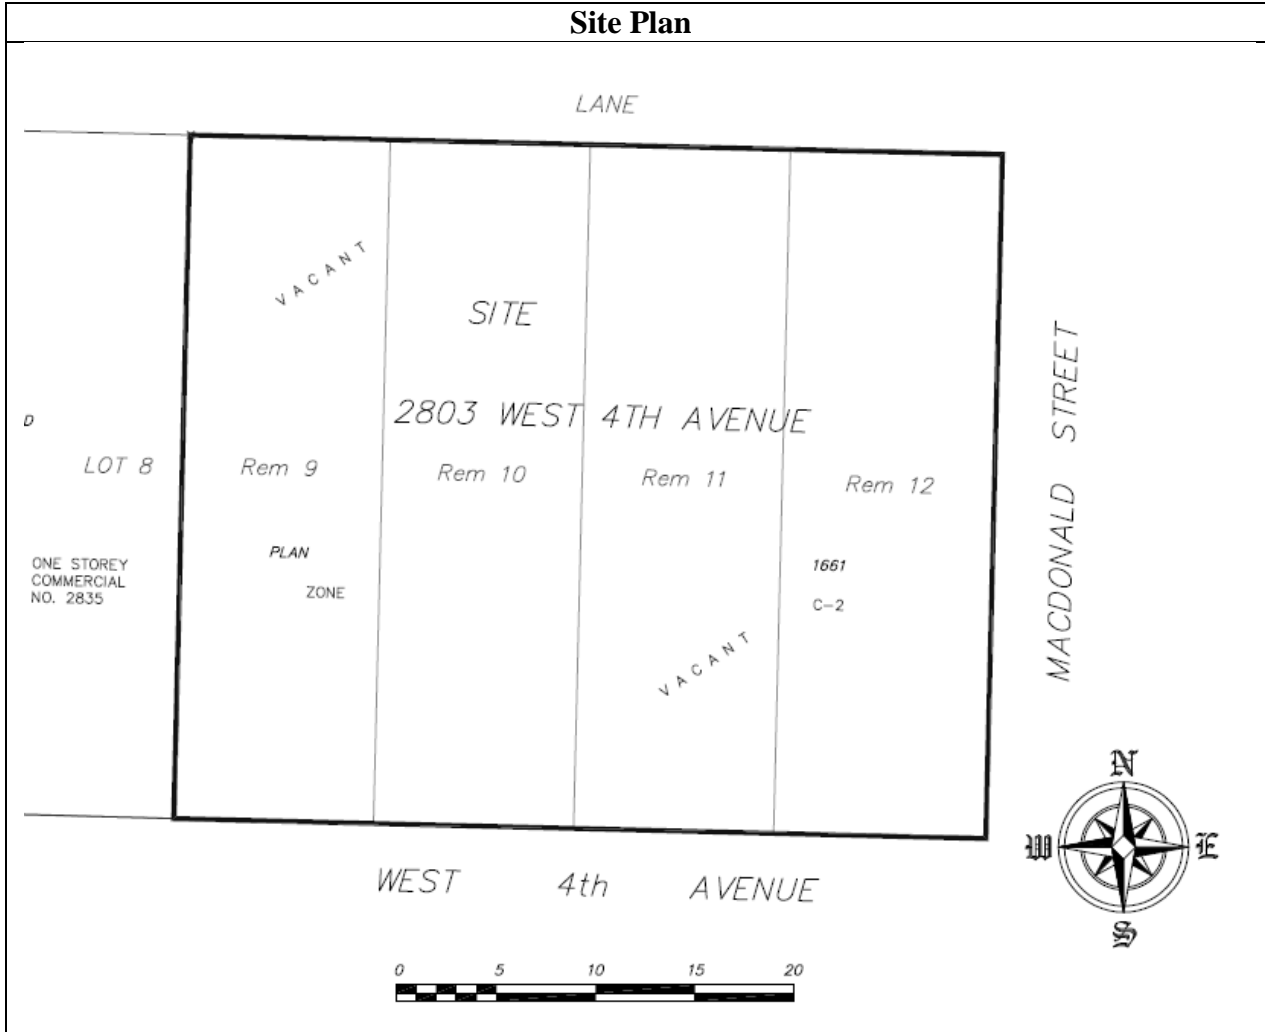 Site Plan
LANE
VACANT
SITE
2803 WEST 4TH AVENUE
D
LOT 8
Rem 9
Rem 10
Rem 11
Rem 12
MACDONALD STREET
PLAN
1661
ONE STOREY
COMMERCIAL
NO. 2835
ZONE
C-2
VACANT
WEST 4th AVENUE
N
W
E
S
0 5 10 15 20